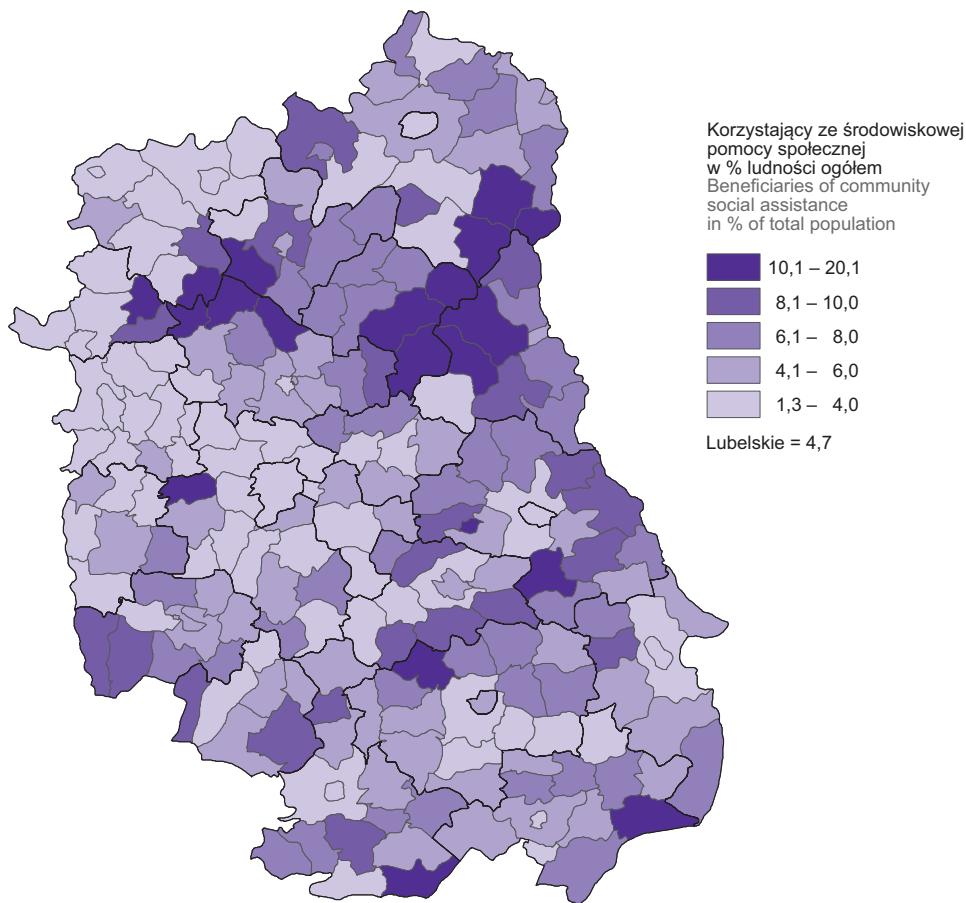 Korzystający ze środowiskowej
pomocy społecznej
w % ludności ogółem
Beneficiaries of community
social assistance
in % of total population
10,1 – 20,1
8,1 – 10,0
6,1 – 8,0
4,1 – 6,0
1,3 – 4,0
Lubelskie = 4,7